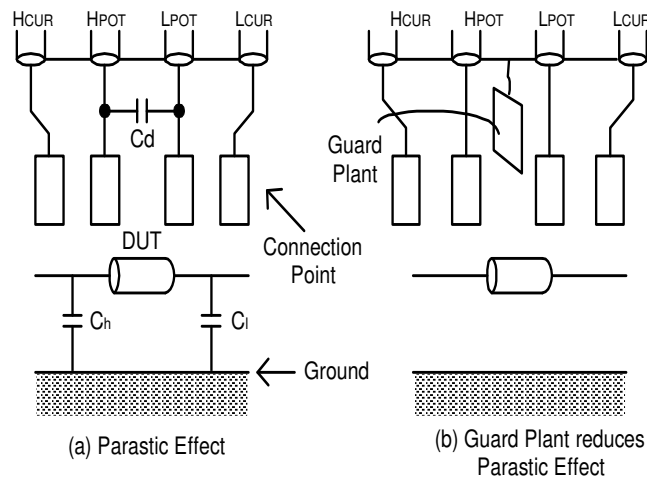 HCUR HPOT LPOT LCUR
HCUR HPOT LPOT LCUR
Cd
Guard
Plant
DUT
Connection
Point
Ch
Cl
Ground
(a) Parastic Effect
(b) Guard Plant reduces
Parastic Effect